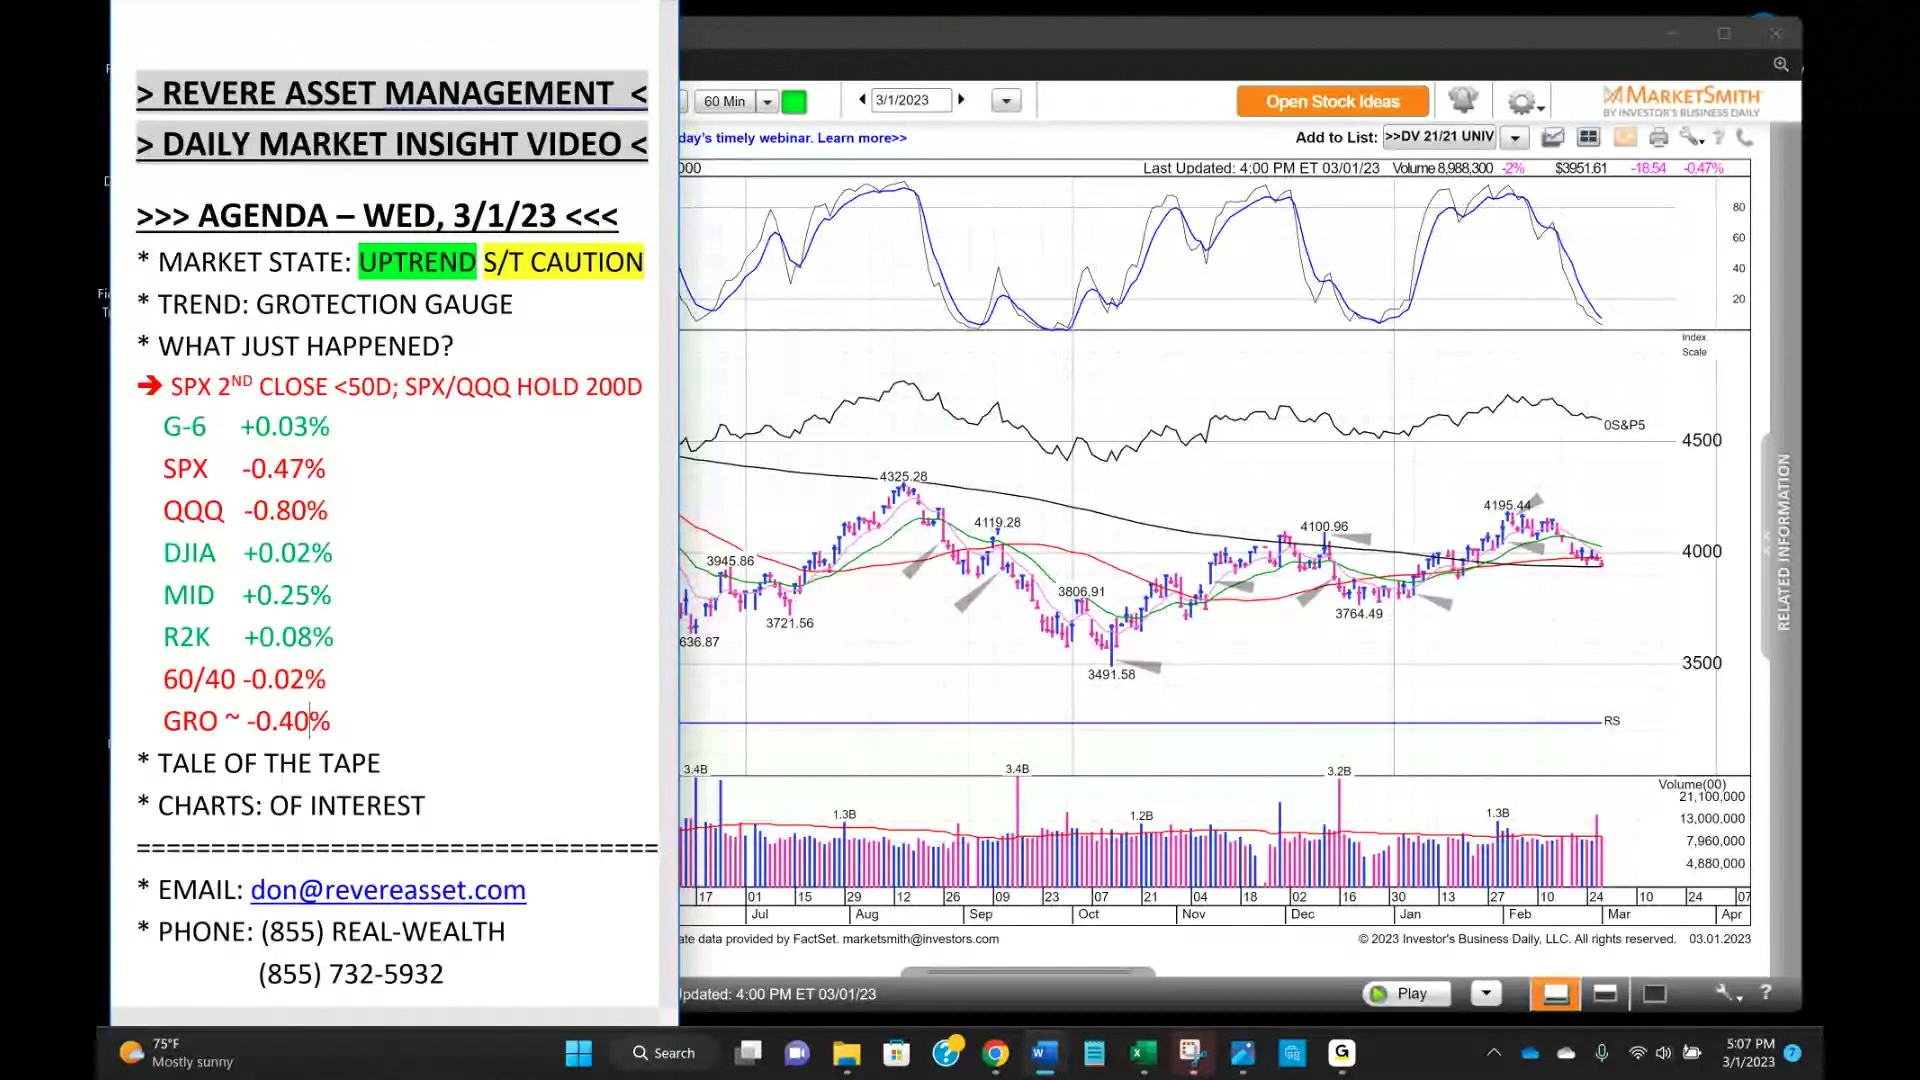 > REVERE ASSET MANAGEMENT <
> DAILY MARKET INSIGHT VIDEO <
>>> AGENDA – WED, 3/1/23 <<<
* MARKET STATE: UPTREND S/T CAUTION
* TREND: GROTECTION GAUGE
* WHAT JUST HAPPENED?
➔ SPX 2ND CLOSE <50D; SPX/QQQ HOLD 200D
G-6 +0.03%
SPX -0.47%
QQQ -0.80%
DJIA +0.02%
MID +0.25%
R2K +0.08%
60/40 -0.02%
GRO ~ -0.40%
* TALE OF THE TAPE
* CHARTS: OF INTEREST
===================================
* EMAIL: don@revereasset.com
* PHONE: (855) REAL-WEALTH
(855) 732-5932
60 Min
3/1/2023
Open Stock Ideas
MARKETSMITH
BY INVESTOR'S BUSINESS DAILY
day's timely webinar. Learn more>>
Add to List: >>DV 21/21 UNIV
000 Last Updated: 4:00 PM ET 03/01/23 Volume 8,988,300 -2% $3951.61 -18.54 -0.47%
80
60
40
20
Index
Scale
0S&P5
4500
4325.28
4195.44
4119.28
4100.96
4000
3945.86
3806.91
3764.49
3721.56
636.87
3500
3491.58
RS
3.4B 3.4B 3.2B
Volume(00)
21,100,000
1.3B 1.2B 1.3B
13,000,000
7,960,000
4,880,000
17 01 15 29 12 26 09 23 07 21 04 18 02 16 30 13 27 10 24 10 24 07
Jul Aug Sep Oct Nov Dec Jan Feb Mar Apr
ate data provided by FactSet. marketsmith@investors.com
© 2023 Investor's Business Daily, LLC. All rights reserved. 03.01.2023
RELATED INFORMATION
pdated: 4:00 PM ET 03/01/23
Play
75°F
Mostly sunny
Search
5:07 PM
3/1/2023
7